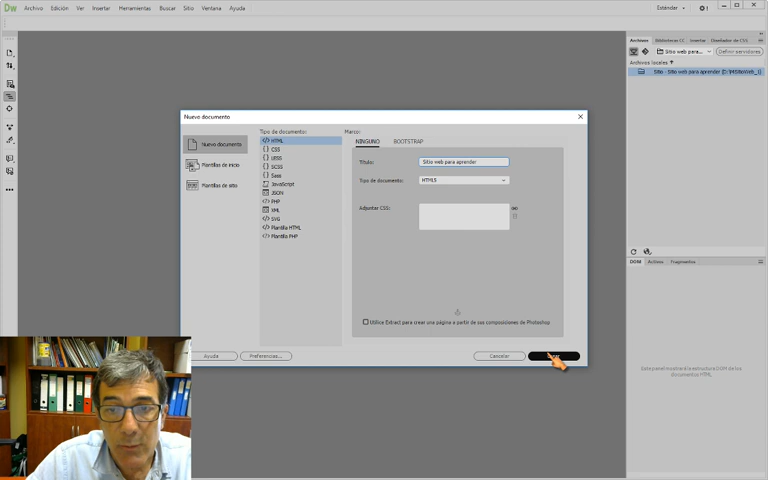 Dw Archivo Edición Ver Insertar Herramientas Buscar Sitio Ventana Ayuda Estándar
Archivos Bibliotecas CC Insertar Diseñador de CSS
Sitio web para... Definir servidores
Archivos locales
Sitio - Sitio web para aprender
Nuevo documento
Nuevo documento
Plantillas de inicio
Plantillas de sitio
Tipo de documento:
</> HTML
{ } CSS
{ } LESS
{ } SCSS
{ } Sass
JavaScript
JSON
</> PHP
XML
</> SVG
</> Plantilla HTML
</> Plantilla PHP
Marco:
NINGUNO BOOTSTRAP
Título: Sitio web para aprender
Tipo de documento: HTML5
Adjuntar CSS:
Utilice Extract para crear una página a partir de sus composiciones de Photoshop
Ayuda Preferencias... Cancelar
DOM Activos Fragmentos
Este panel mostrará la estructura DOM de los
documentos HTML